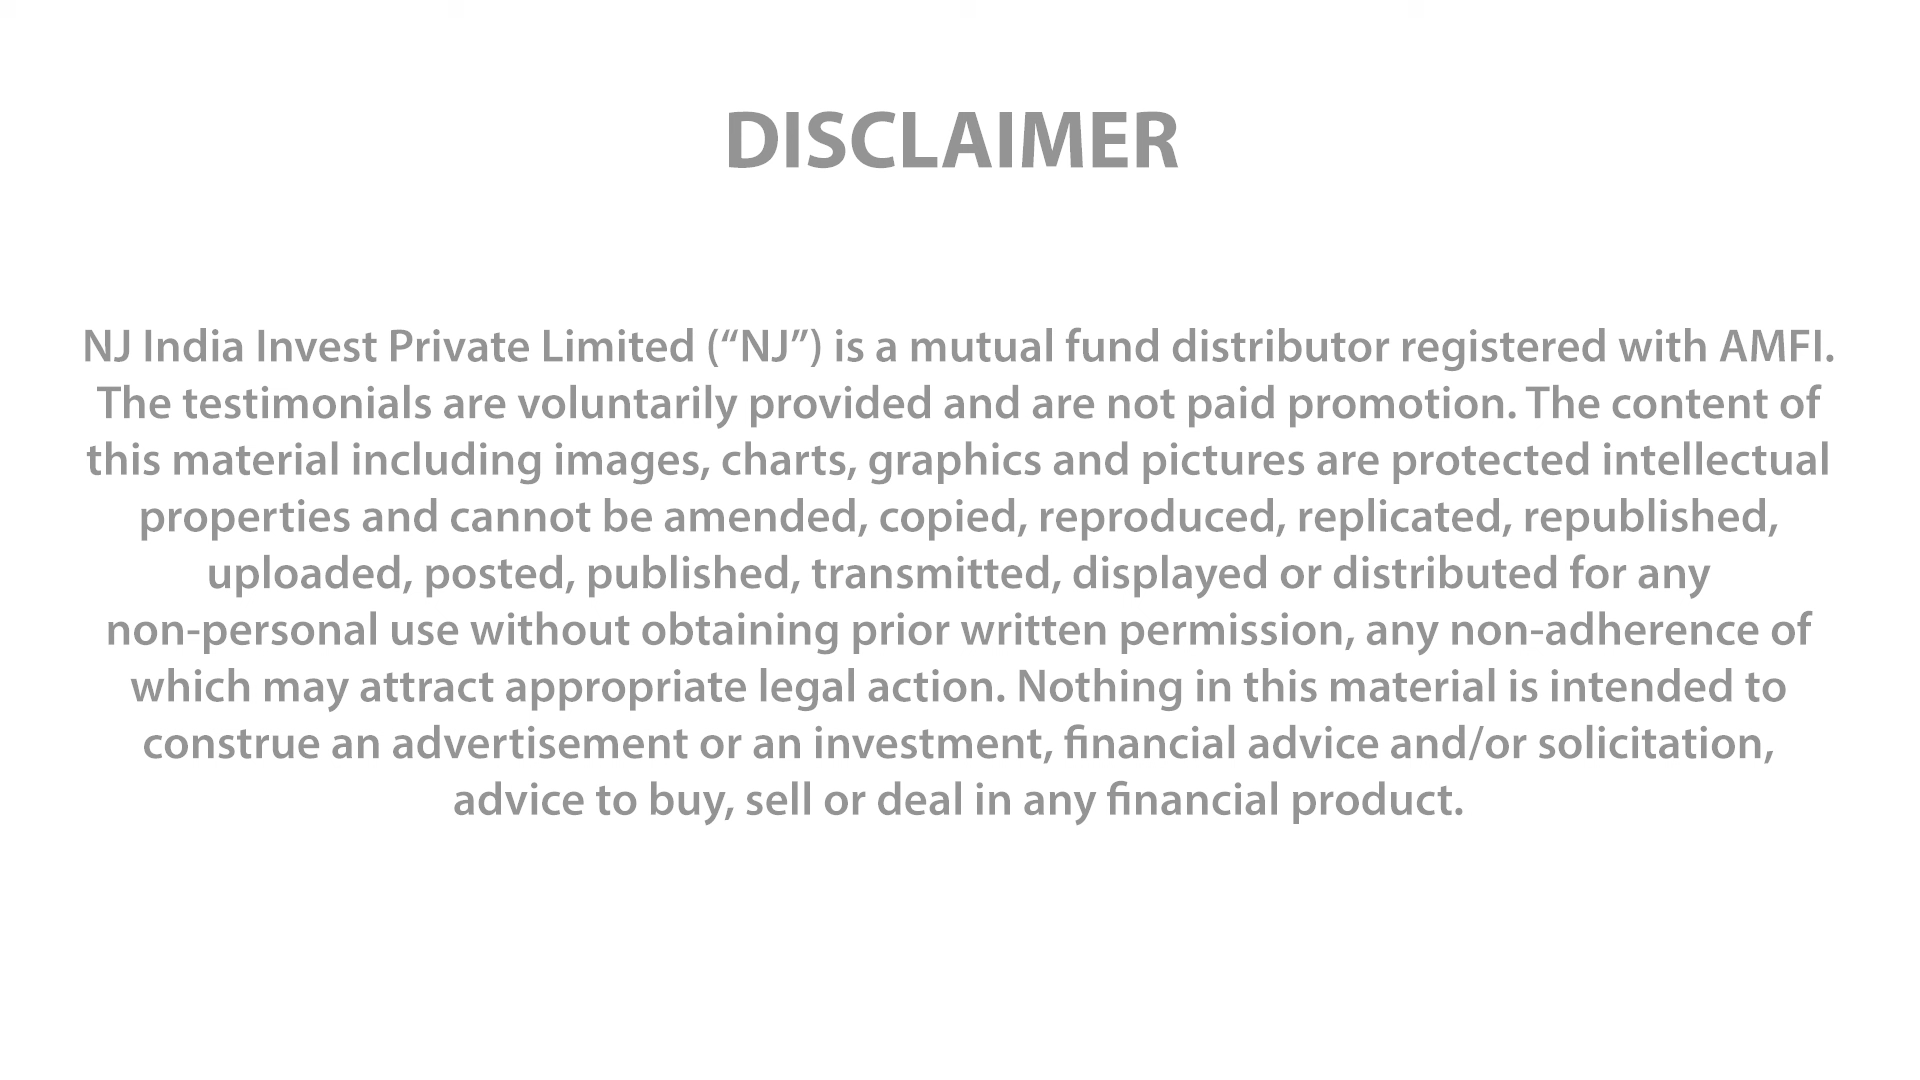 DISCLAIMER
NJ India Invest Private Limited (“NJ”) is a mutual fund distributor registered with AMFI.
The testimonials are voluntarily provided and are not paid promotion. The content of
this material including images, charts, graphics and pictures are protected intellectual
properties and cannot be amended, copied, reproduced, replicated, republished,
uploaded, posted, published, transmitted, displayed or distributed for any
non-personal use without obtaining prior written permission, any non-adherence of
which may attract appropriate legal action. Nothing in this material is intended to
construe an advertisement or an investment, financial advice and/or solicitation,
advice to buy, sell or deal in any financial product.